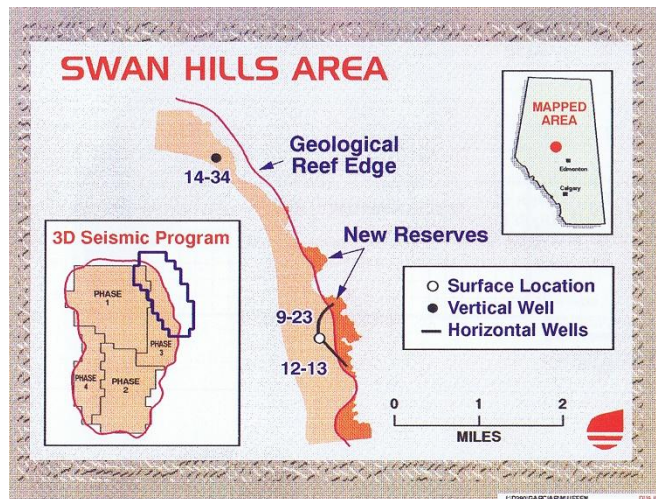 SWAN HILLS AREA
Geological
Reef Edge
14-34
MAPPED
AREA
Edmonton
Calgary
3D Seismic Program
PHASE
1
PHASE
3
PHASE
4
PHASE
2
New Reserves
9-23
12-13
Surface Location
Vertical Well
Horizontal Wells
0 1 2
MILES